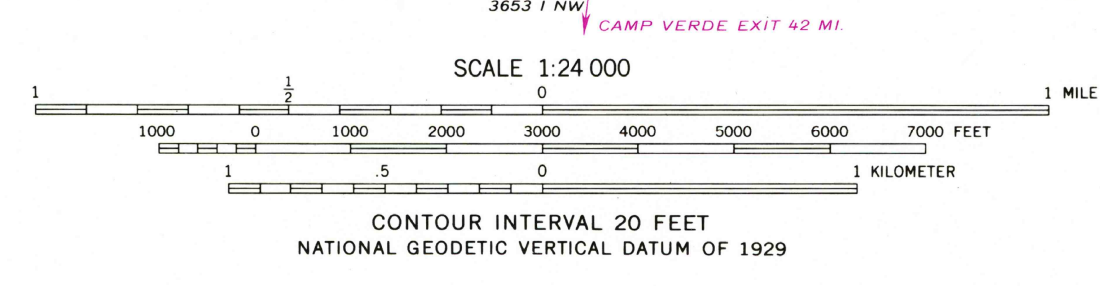 3653 I NW
CAMP VERDE EXIT 42 MI.
SCALE 1:24 000
1 1/2 0 1 MILE
1000 0 1000 2000 3000 4000 5000 6000 7000 FEET
1 .5 0 1 KILOMETER
CONTOUR INTERVAL 20 FEET
NATIONAL GEODETIC VERTICAL DATUM OF 1929